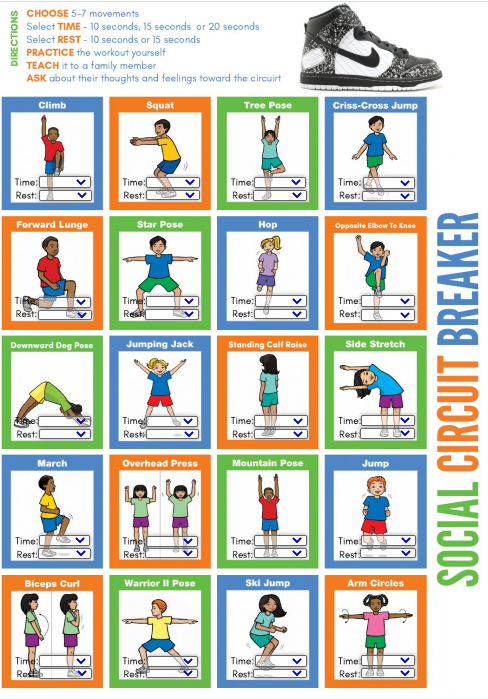 DIRECTIONS
CHOOSE 5-7 movements
Select TIME - 10 seconds, 15 seconds or 20 seconds
Select REST - 10 seconds or 15 seconds
PRACTICE the workout yourself
TEACH it to a family member
ASK about their thoughts and feelings toward the circuirt
Climb
Time:
Rest:
Squat
Time:
Rest:
Tree Pose
Time:
Rest:
Criss-Cross Jump
Time:
Rest:
Forward Lunge
Time:
Rest:
Star Pose
Time:
Rest:
Hop
Time:
Rest:
Opposite Elbow To Knee
Time:
Rest:
Downward Dog Pose
Time:
Rest:
Jumping Jack
Time:
Rest:
Standing Calf Raise
Time:
Rest:
Side Stretch
Time:
Rest:
March
Time:
Rest:
Overhead Press
Time:
Rest:
Mountain Pose
Time:
Rest:
Jump
Time:
Rest:
Biceps Curl
Time:
Rest:
Warrior II Pose
Time:
Rest:
Ski Jump
Time:
Rest:
Arm Circles
Time:
Rest:
SOCIAL CIRCUIT BREAKER